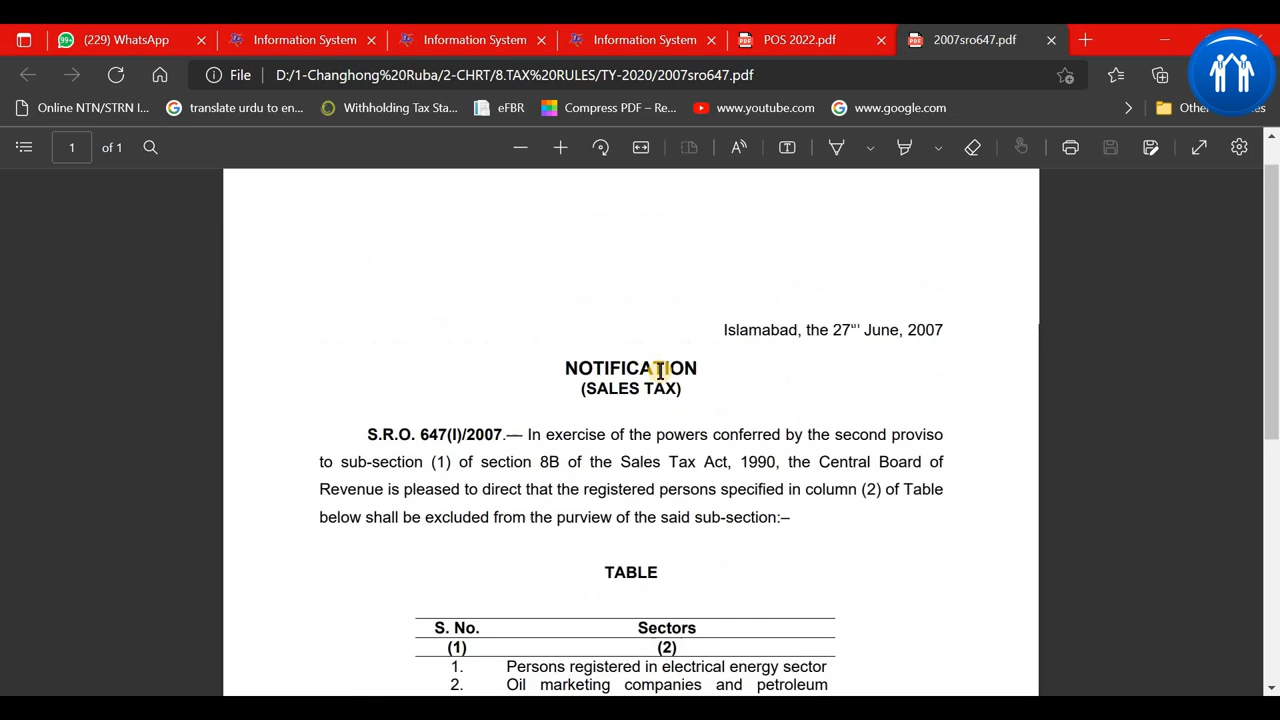 (229) WhatsApp
Information System
Information System
Information System
POS 2022.pdf
2007sro647.pdf
File D:/1-Changhong%20Ruba/2-CHRT/8.TAX%20RULES/TY-2020/2007sro647.pdf
Online NTN/STRN I... translate urdu to en... Withholding Tax Sta... eFBR Compress PDF – Re... www.youtube.com www.google.com
1 of 1
Islamabad, the 27th June, 2007
NOTIFICATION
(SALES TAX)
S.R.O. 647(I)/2007.— In exercise of the powers conferred by the second proviso
to sub-section (1) of section 8B of the Sales Tax Act, 1990, the Central Board of
Revenue is pleased to direct that the registered persons specified in column (2) of Table
below shall be excluded from the purview of the said sub-section:–
TABLE
S. No. Sectors
(1) (2)
1. Persons registered in electrical energy sector
2. Oil marketing companies and petroleum